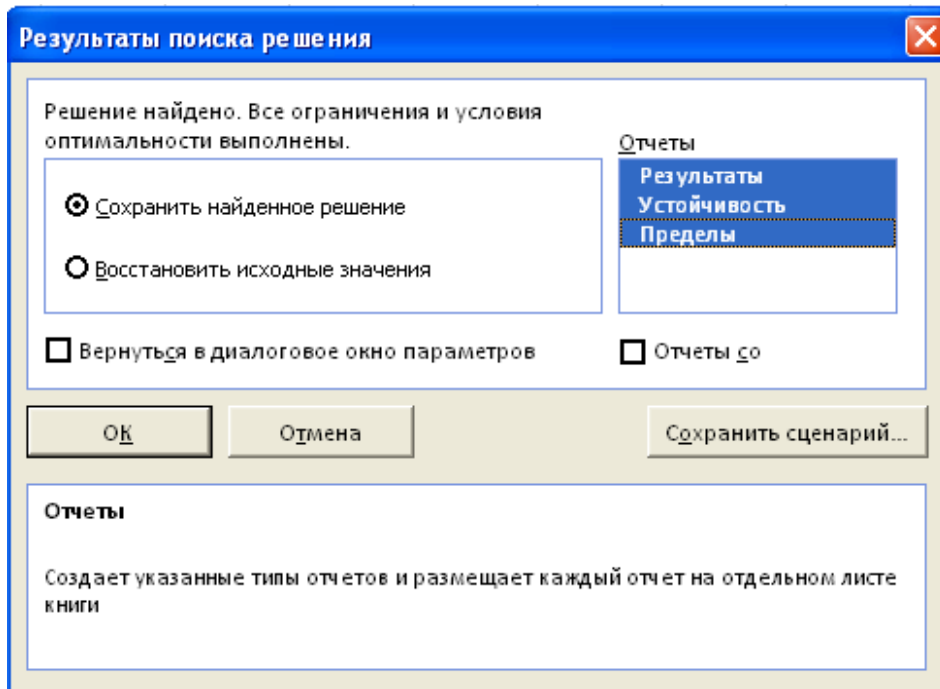 Результаты поиска решения
Решение найдено. Все ограничения и условия
оптимальности выполнены.
Отчеты
Результаты
Устойчивость
Пределы
Сохранить найденное решение
Восстановить исходные значения
Вернуться в диалоговое окно параметров
Отчеты со
ОК
Отмена
Сохранить сценарий...
Отчеты
Создает указанные типы отчетов и размещает каждый отчет на отдельном листе
книги